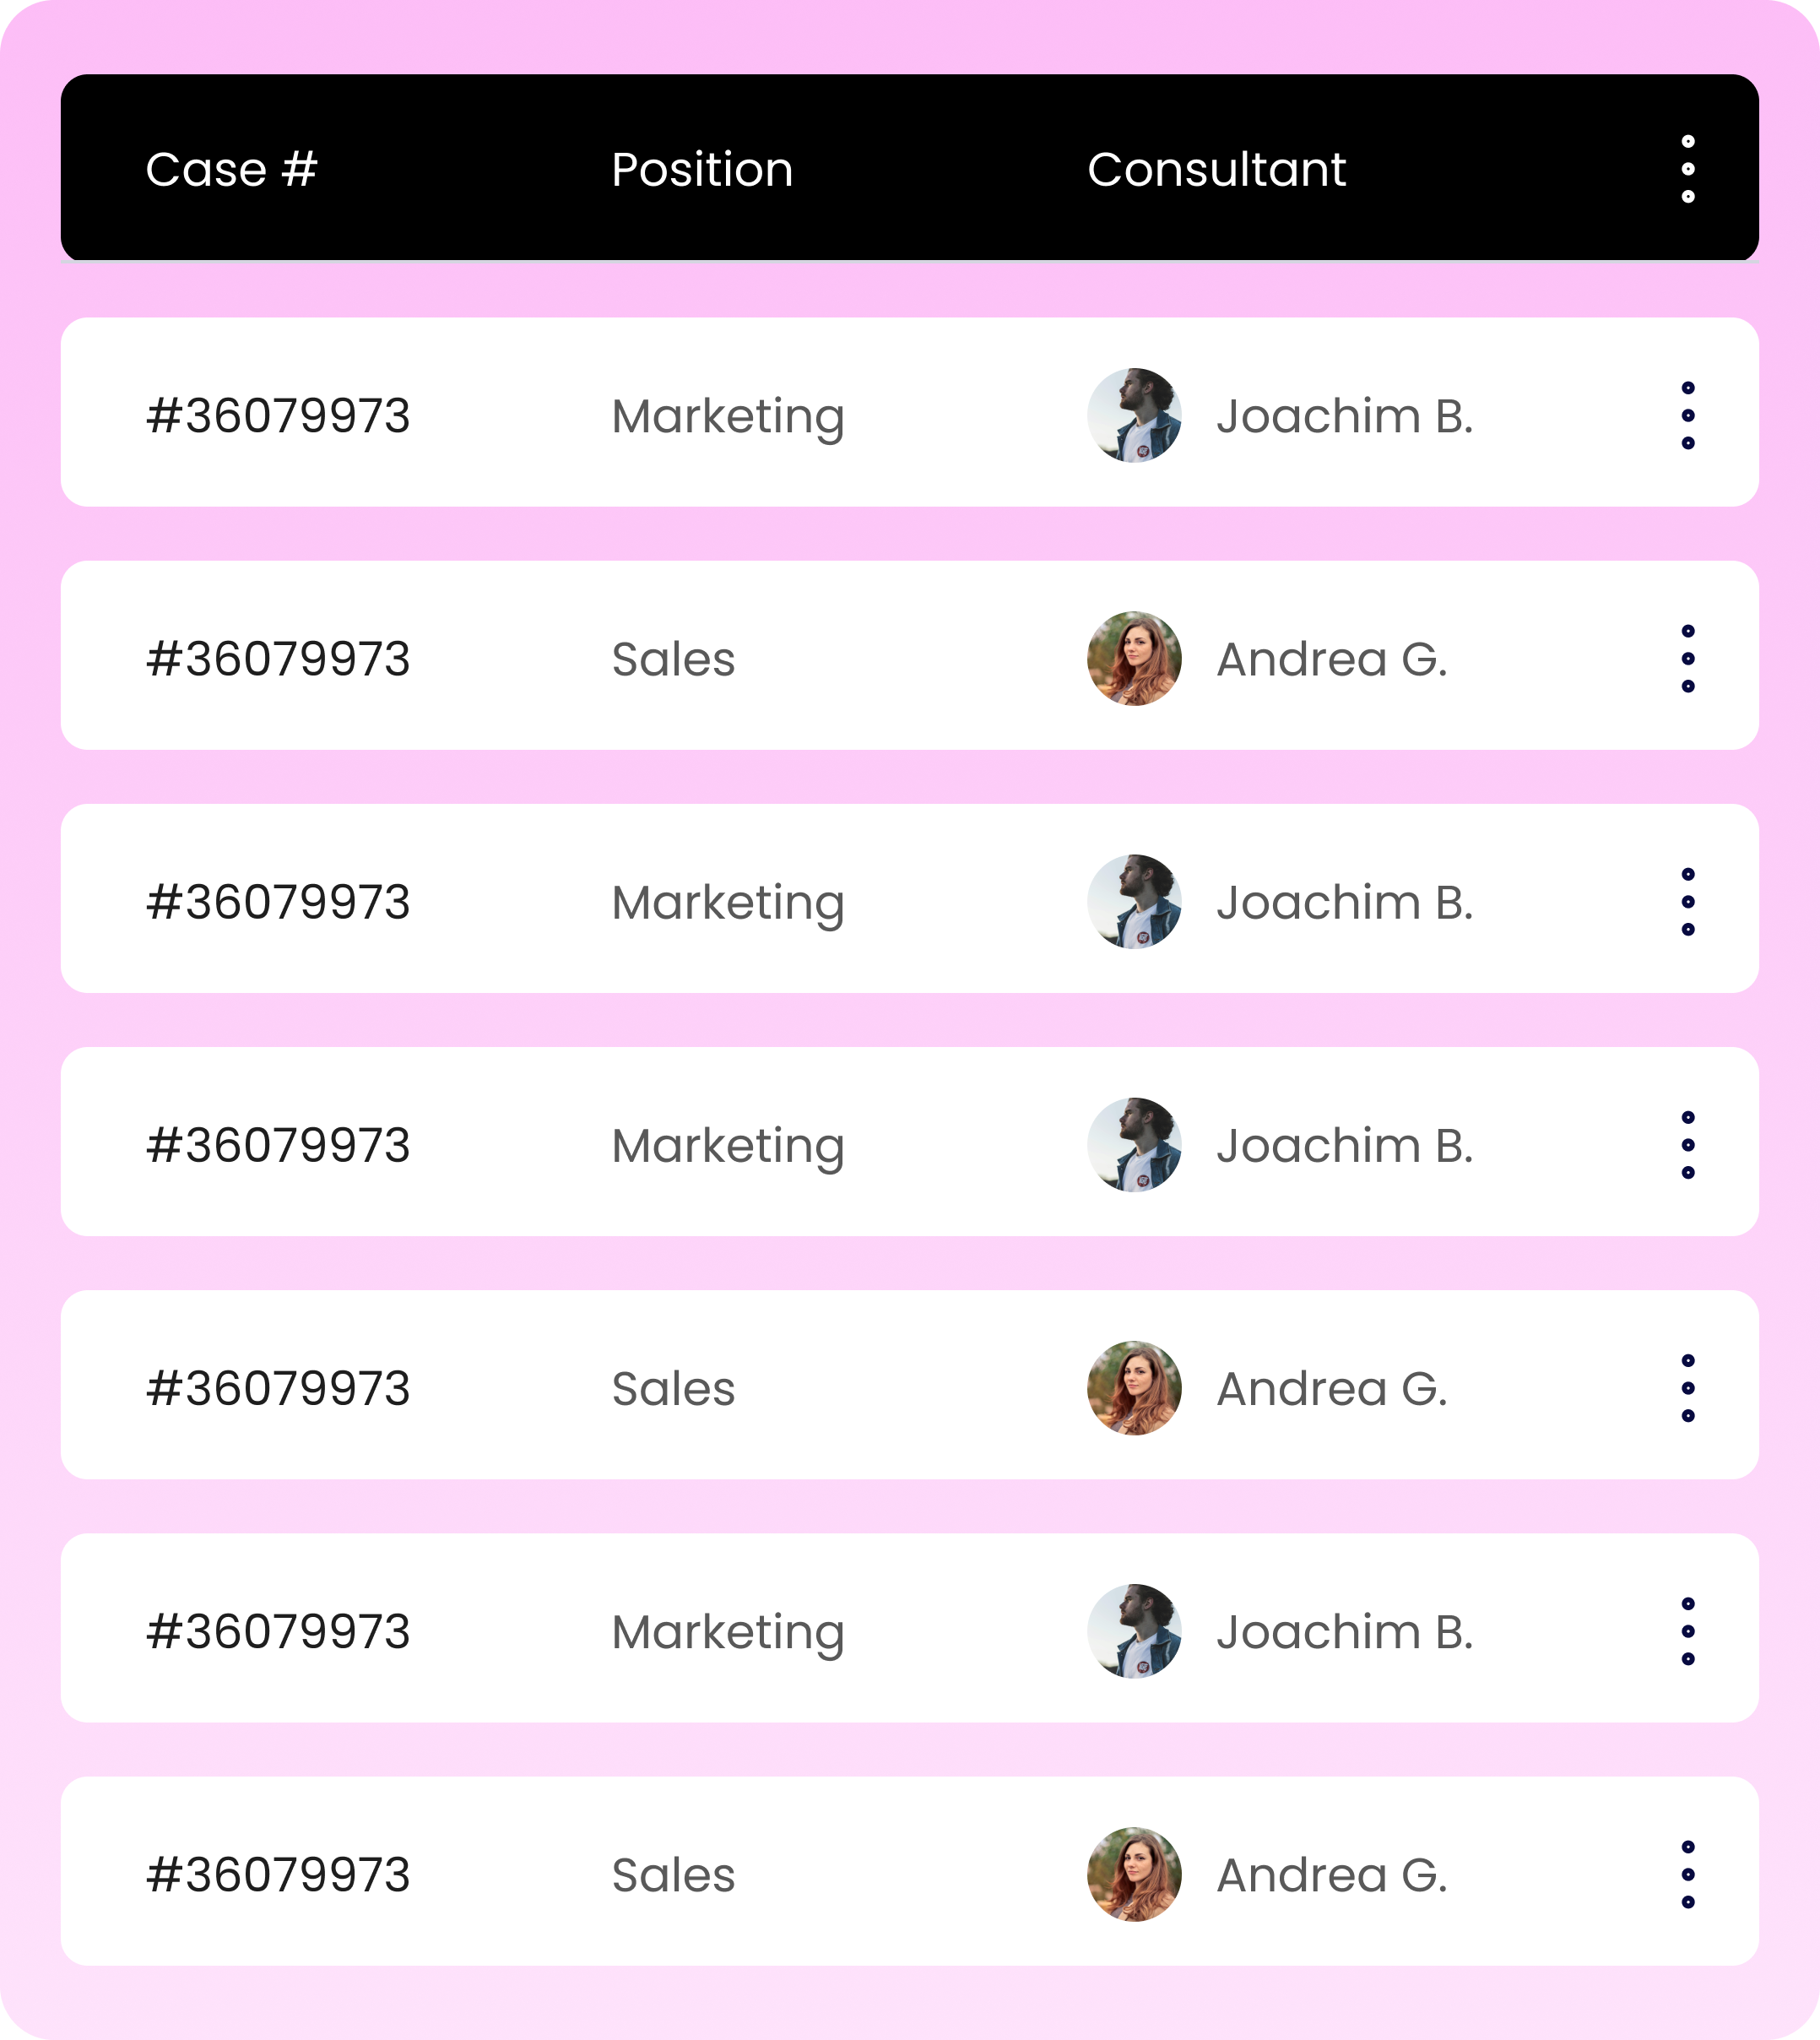 Case # Position Consultant
#36079973 Marketing Joachim B.
#36079973 Sales Andrea G.
#36079973 Marketing Joachim B.
#36079973 Marketing Joachim B.
#36079973 Sales Andrea G.
#36079973 Marketing Joachim B.
#36079973 Sales Andrea G.